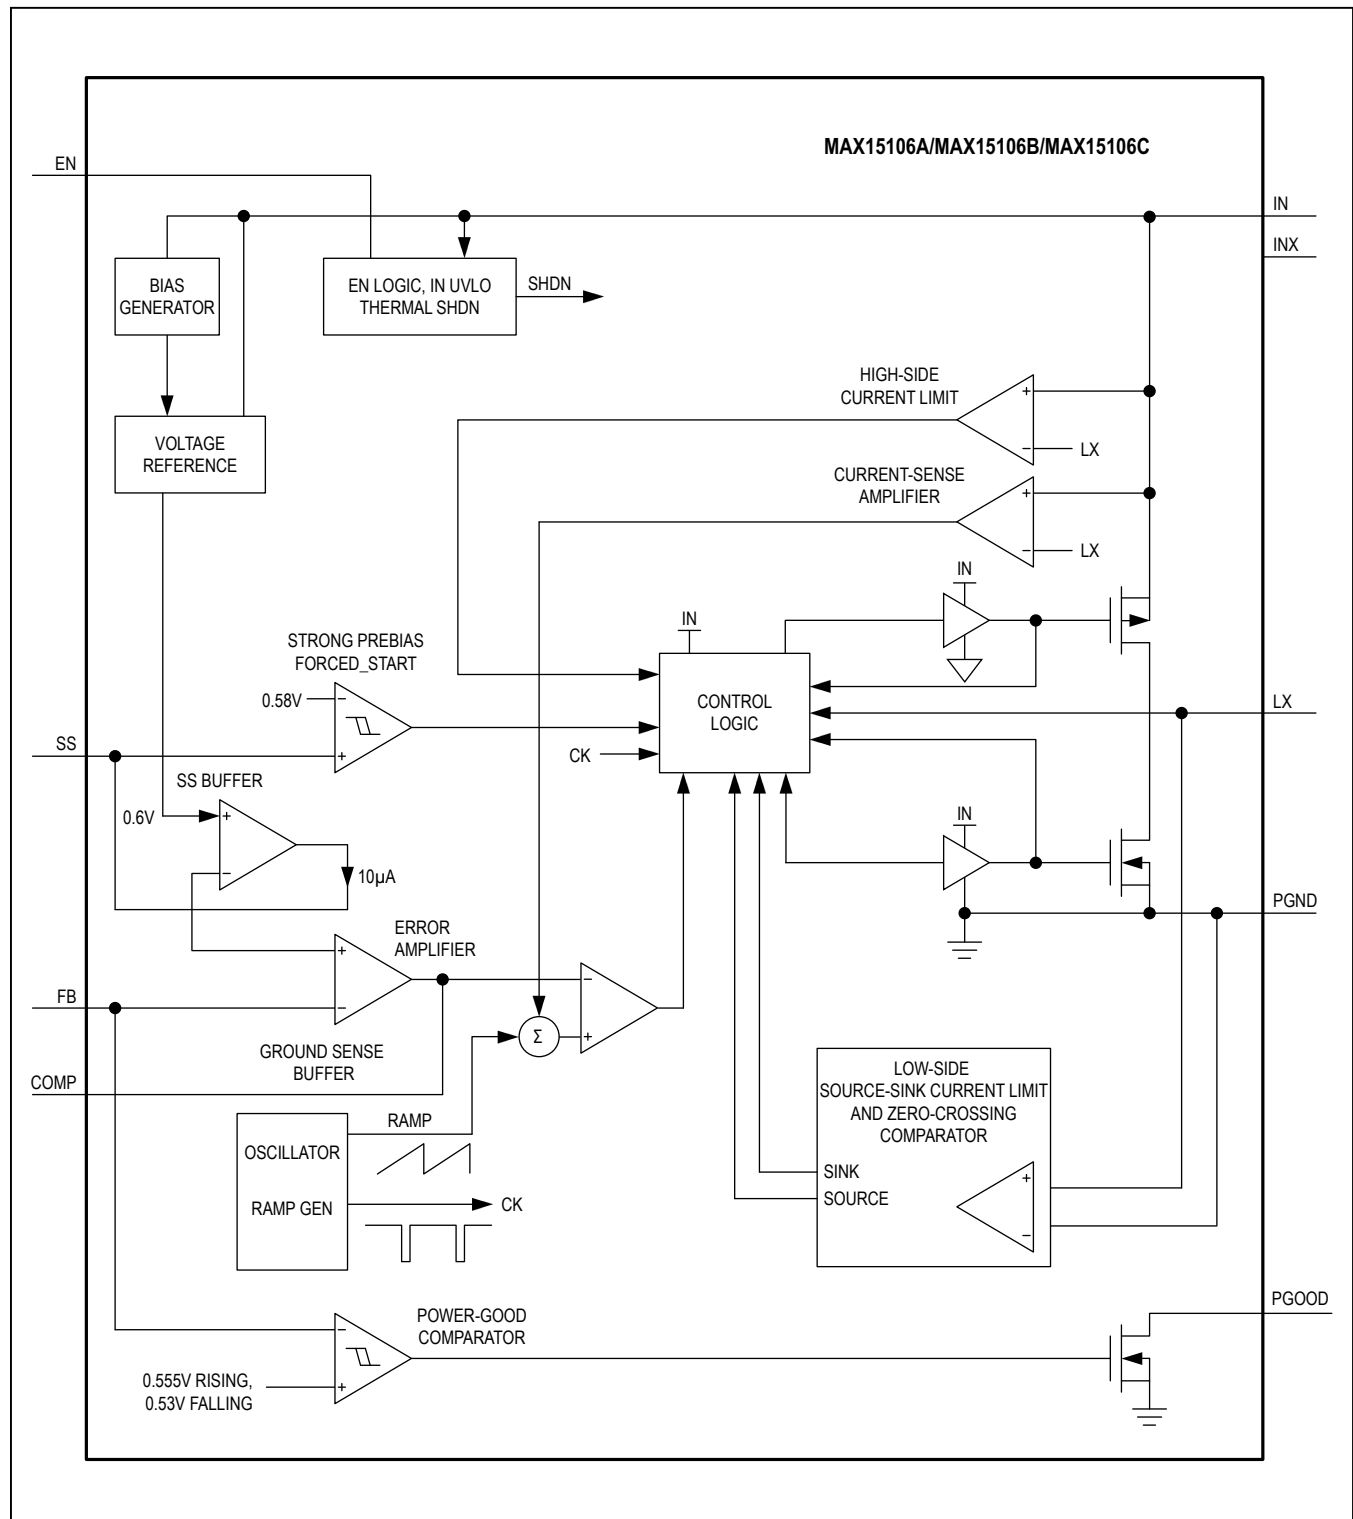 MAX15106A/MAX15106B/MAX15106C
EN
IN
INX
BIAS
GENERATOR
EN LOGIC, IN UVLO
THERMAL SHDN
SHDN
VOLTAGE
REFERENCE
HIGH-SIDE
CURRENT LIMIT
+
−
LX
CURRENT-SENSE
AMPLIFIER
+
−
LX
IN
IN
STRONG PREBIAS
FORCED_START
0.58V
−
+
CONTROL
LOGIC
CK
LX
SS
SS BUFFER
0.6V
+
−
10µA
IN
PGND
ERROR
AMPLIFIER
+
−
−
+
Σ
FB
GROUND SENSE
BUFFER
COMP
RAMP
OSCILLATOR
RAMP GEN
CK
LOW-SIDE
SOURCE-SINK CURRENT LIMIT
AND ZERO-CROSSING
COMPARATOR
SINK
SOURCE
+
−
PGOOD
POWER-GOOD
COMPARATOR
−
+
0.555V RISING,
0.53V FALLING